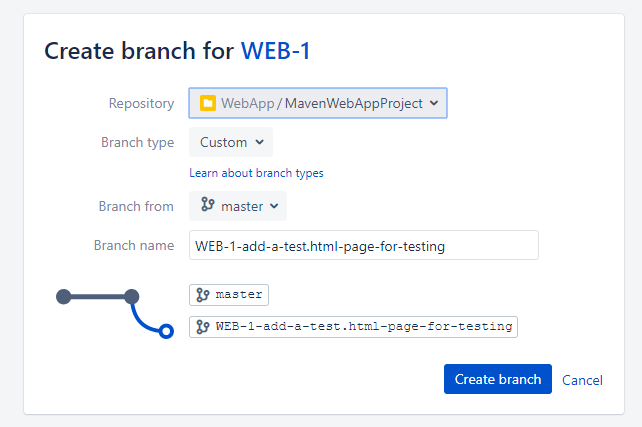 Create branch for WEB-1
Repository WebApp / MavenWebAppProject
Branch type Custom
Learn about branch types
Branch from master
Branch name WEB-1-add-a-test.html-page-for-testing
master
WEB-1-add-a-test.html-page-for-testing
Create branch Cancel